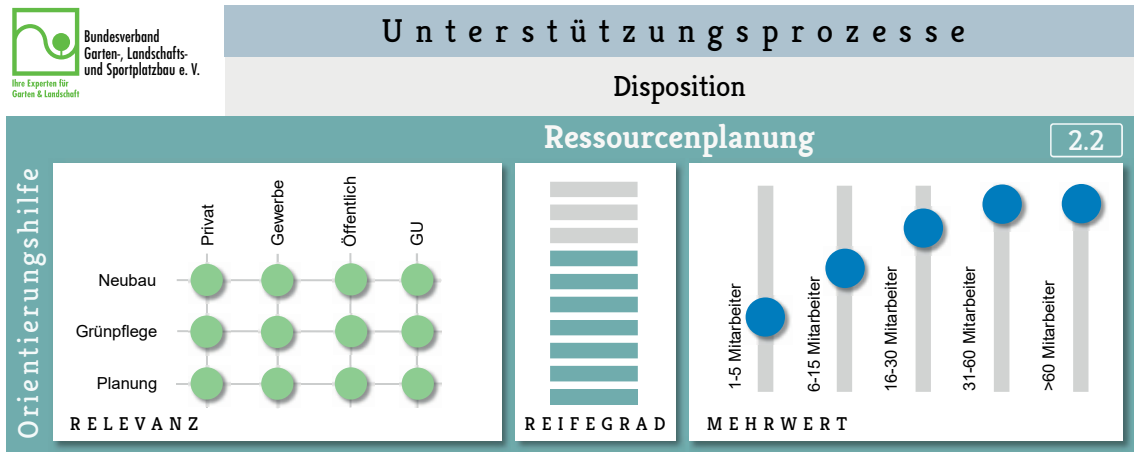 Bundesverband
Garten-, Landschafts-
und Sportplatzbau e. V.
Ihre Experten für
Garten & Landschaft
Unterstützungsprozesse
Disposition
Ressourcenplanung
2.2
Orientierungshilfe
Privat
Gewerbe
Öffentlich
GU
Neubau
Grünpflege
Planung
RELEVANZ
REIFEGRAD
1-5 Mitarbeiter
6-15 Mitarbeiter
16-30 Mitarbeiter
31-60 Mitarbeiter
>60 Mitarbeiter
MEHRWERT